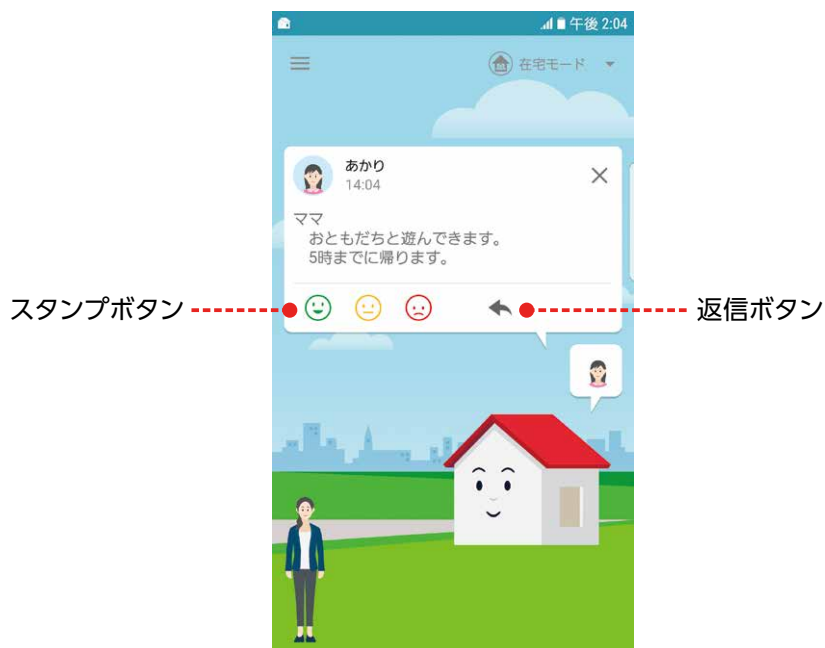 午後 2:04
在宅モード
あかり
14:04
ママ
おともだちと遊んできます。
5時までに帰ります。
スタンプボタン
返信ボタン